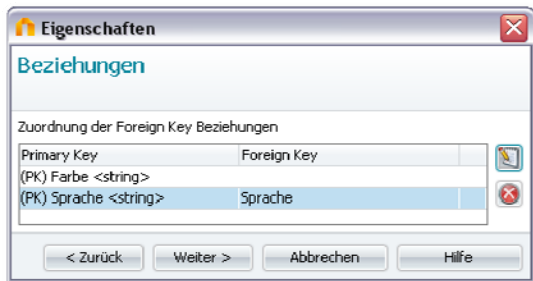 Eigenschaften
Beziehungen
Zuordnung der Foreign Key Beziehungen
Primary Key Foreign Key
(PK) Farbe <string>
(PK) Sprache <string> Sprache
< Zurück Weiter > Abbrechen Hilfe